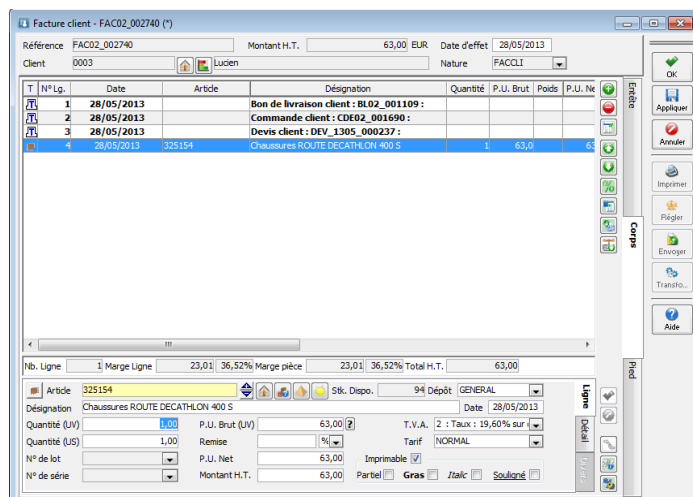 Facture client - FAC02_002740 (*)
Référence FAC02_002740 Montant H.T. 63,00 EUR Date d'effet 28/05/2013
Client 0003 Lucien Nature FACCLI
OK
Appliquer
Annuler
Imprimer
Régler
Envoyer
Transfo...
Aide
Entête
Corps
Pied
T N° Lg. Date Article Désignation Quantité P.U. Brut Poids P.U. Ne
1 28/05/2013 Bon de livraison client : BL02_001109 :
2 28/05/2013 Commande client : CDE02_001690 :
3 28/05/2013 Devis client : DEV_1305_000237 :
4 28/05/2013 325154 Chaussures ROUTE DECATHLON 400 S 1 63,0 63
Nb. Ligne 1 Marge Ligne 23,01 36,52% Marge pièce 23,01 36,52% Total H.T. 63,00
Article 325154 Stk. Dispo. 94 Dépôt GENERAL
Désignation Chaussures ROUTE DECATHLON 400 S Date 28/05/2013
Quantité (UV) 1,00 P.U. Brut (UV) 63,00 ? T.V.A. 2 : Taux : 19,60% sur
Quantité (US) 1,00 Remise % Tarif NORMAL
N° de lot P.U. Net 63,00 Imprimable
N° de série Montant H.T. 63,00 Partiel Gras Italic Souligné
Ligne
Détail